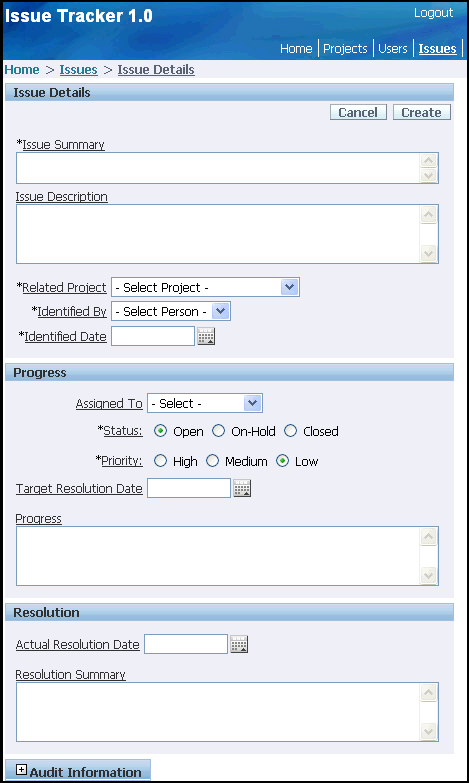 Issue Tracker 1.0
Logout
Home Projects Users Issues
Home > Issues > Issue Details
Issue Details
Cancel Create
*Issue Summary
Issue Description
*Related Project - Select Project -
*Identified By - Select Person -
*Identified Date
Progress
Assigned To - Select -
*Status: Open On-Hold Closed
*Priority: High Medium Low
Target Resolution Date
Progress
Resolution
Actual Resolution Date
Resolution Summary
Audit Information